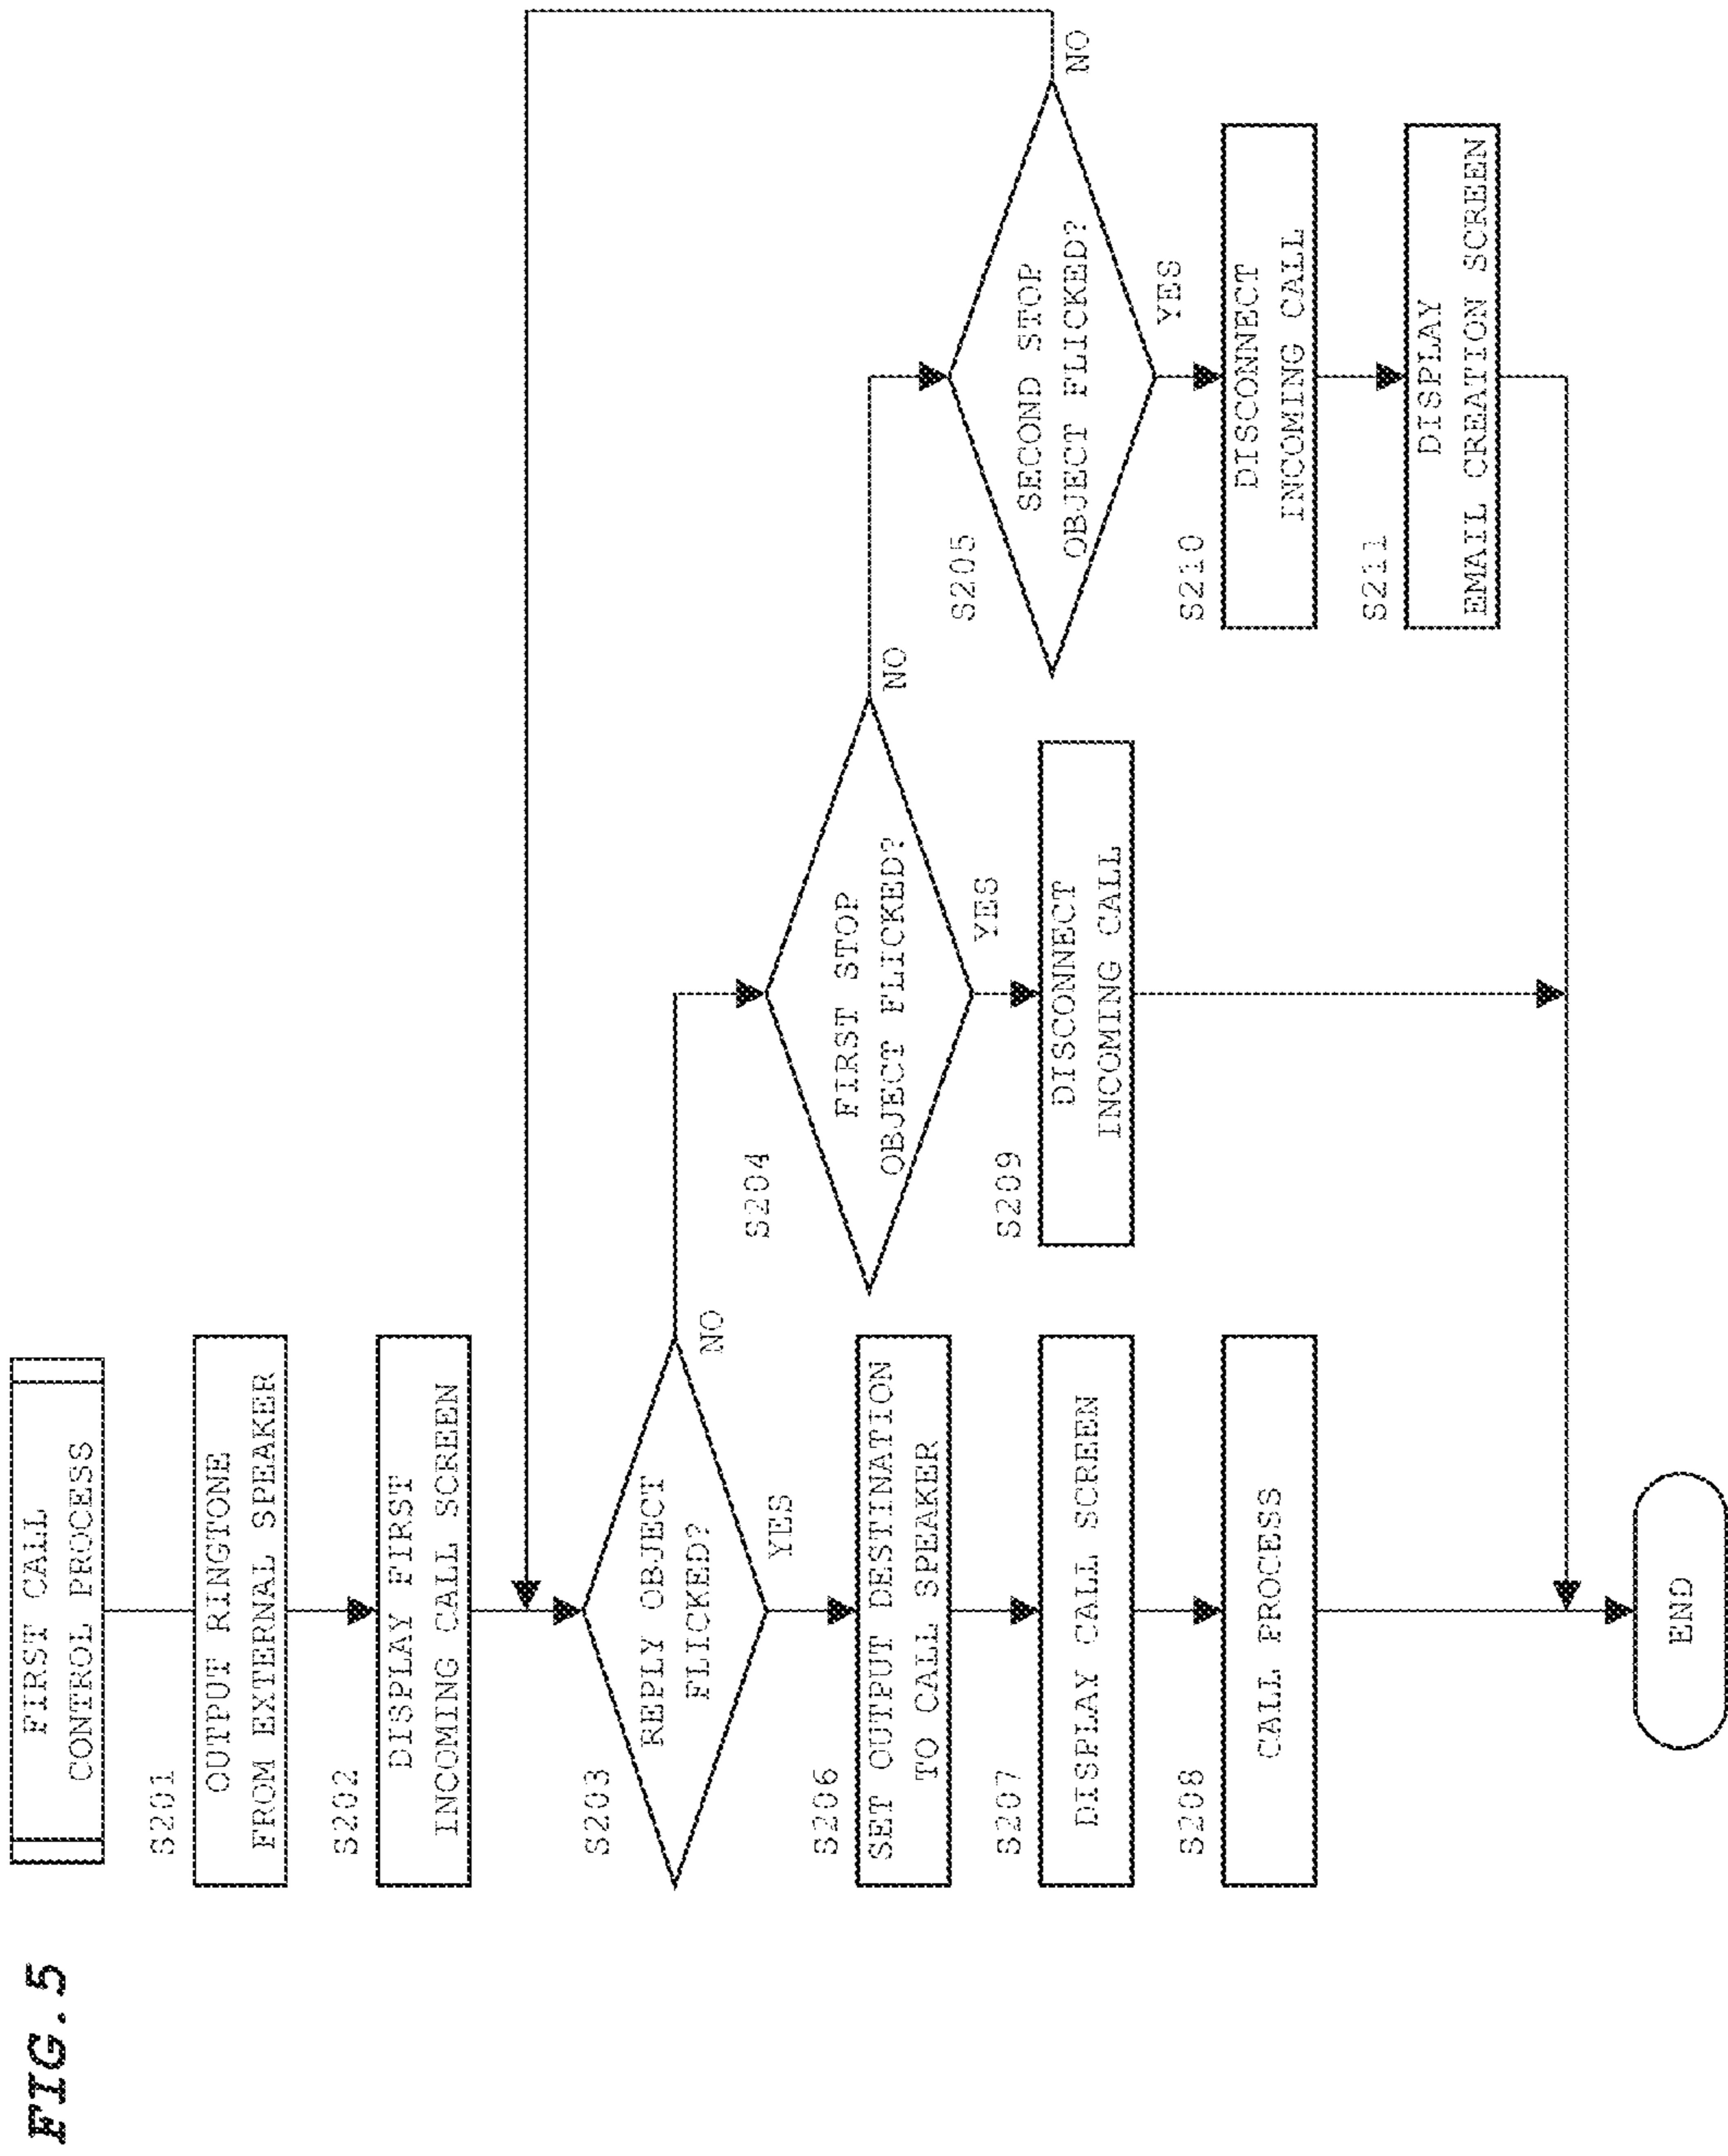 FIG.5
FIRST CALL
CONTROL PROCESS
S201
OUTPUT RINGTONE
FROM EXTERNAL SPEAKER
S202
DISPLAY FIRST
INCOMING CALL SCREEN
S203
REPLY OBJECT
FLICKED?
NO
YES
S206
SET OUTPUT DESTINATION
TO CALL SPEAKER
S207
DISPLAY CALL SCREEN
S208
CALL PROCESS
S204
FIRST STOP
OBJECT FLICKED?
NO
YES
S209
DISCONNECT
INCOMING CALL
S205
SECOND STOP
OBJECT FLICKED?
NO
YES
S210
DISCONNECT
INCOMING CALL
S211
DISPLAY
EMAIL CREATION SCREEN
END